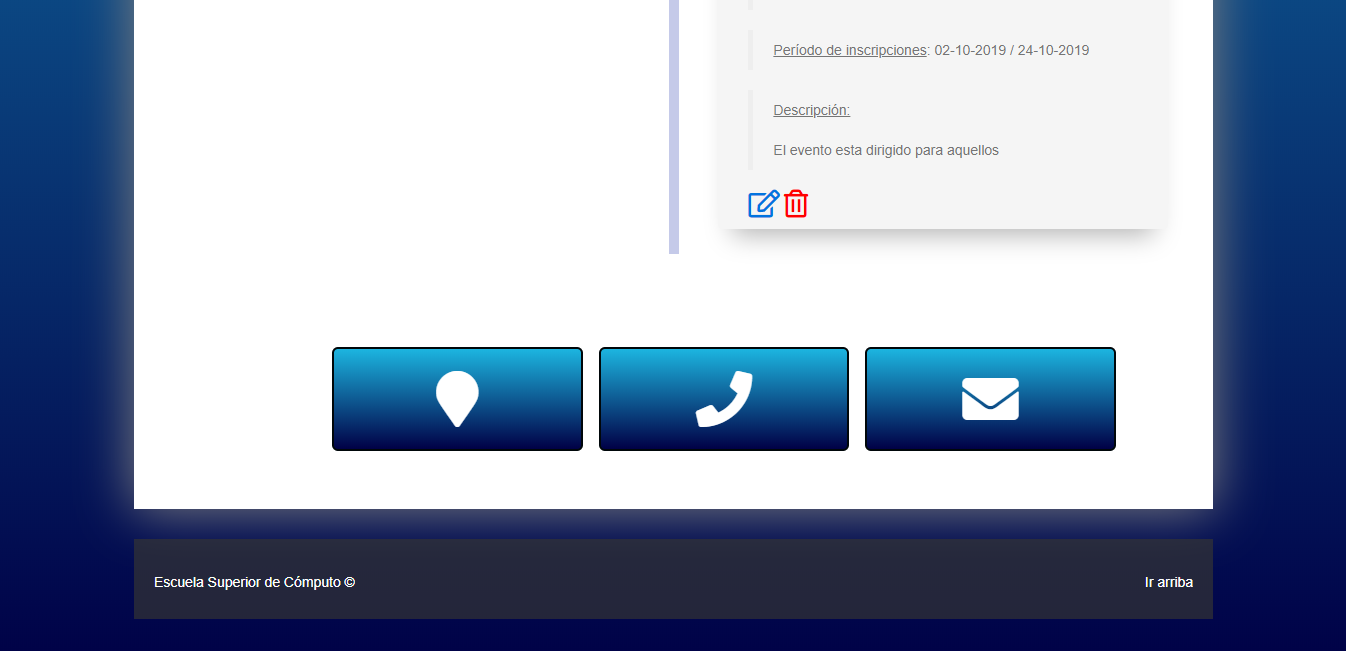 Período de inscripciones: 02-10-2019 / 24-10-2019
Descripción:
El evento esta dirigido para aquellos
Escuela Superior de Cómputo ©
Ir arriba